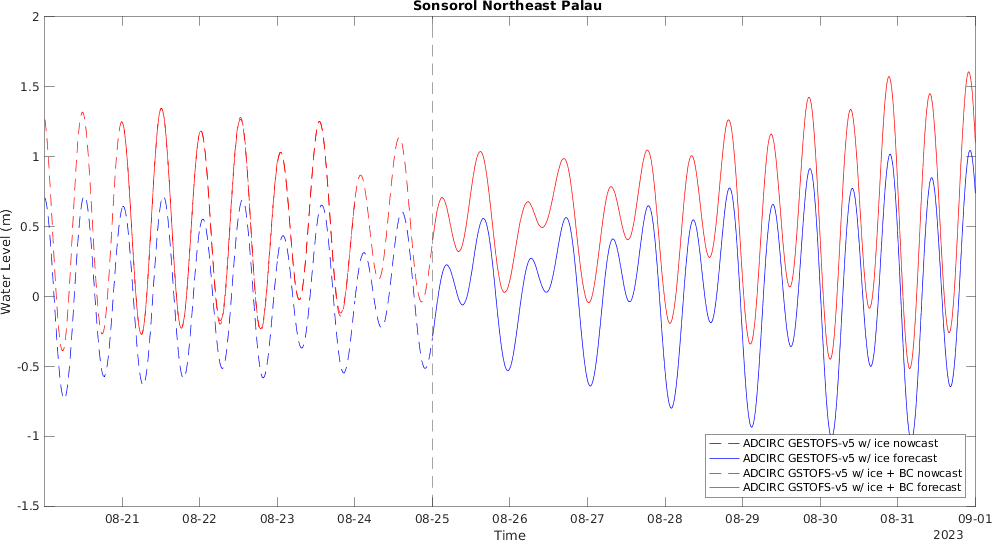 Sonsorol Northeast Palau
2
1.5
1
0.5
0
-0.5
-1
-1.5
Water Level (m)
ADCIRC GESTOFS-v5 w/ ice nowcast
ADCIRC GESTOFS-v5 w/ ice forecast
ADCIRC GSTOFS-v5 w/ ice + BC nowcast
ADCIRC GSTOFS-v5 w/ ice + BC forecast
08-21 08-22 08-23 08-24 08-25 08-26 08-27 08-28 08-29 08-30 08-31 09-01
Time
2023